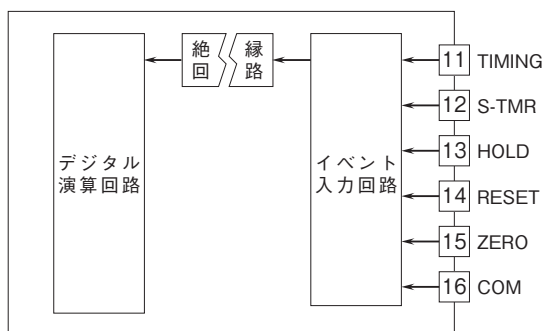 絶縁
回路
デジタル
演算回路
イベント
入力回路
11 TIMING
12 S-TMR
13 HOLD
14 RESET
15 ZERO
16 COM